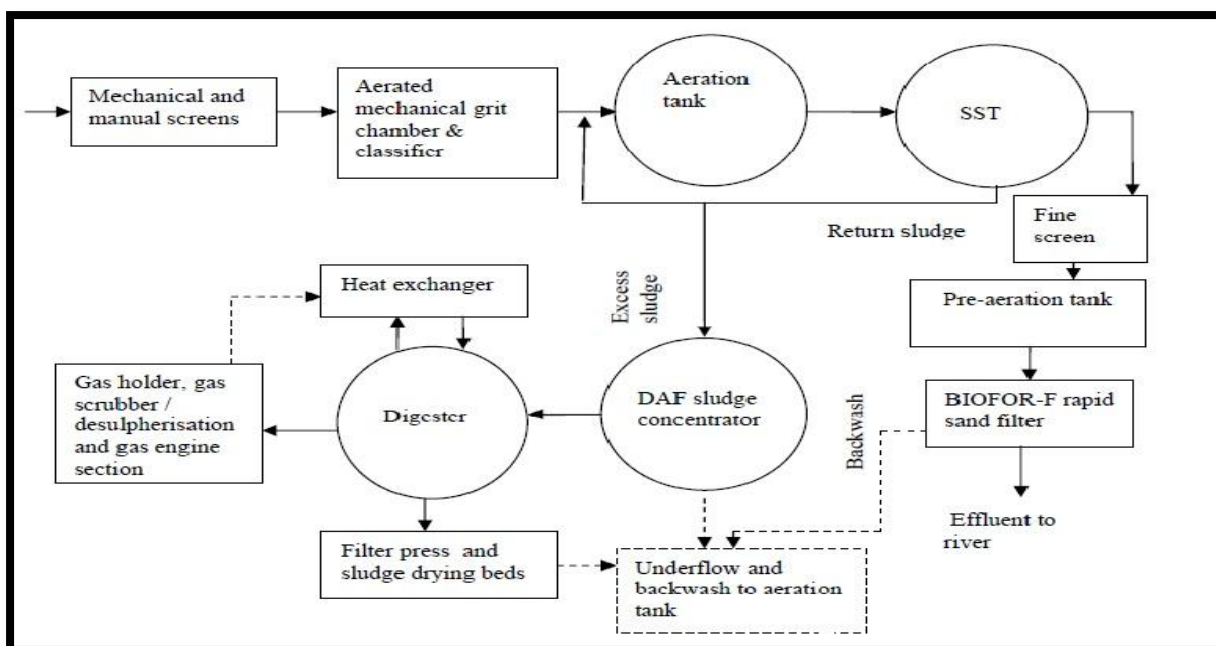 Mechanical and
manual screens
Aerated
mechanical grit
chamber &
classifier
Aeration
tank
SST
Return sludge
Fine
screen
Heat exchanger
Excess
sludge
Pre-aeration tank
Gas holder, gas
scrubber /
desulpherisation
and gas engine
section
Digester
DAF sludge
concentrator
Backwash
BIOFOR-F rapid
sand filter
Effluent to
river
Filter press and
sludge drying beds
Underflow and
backwash to aeration
tank